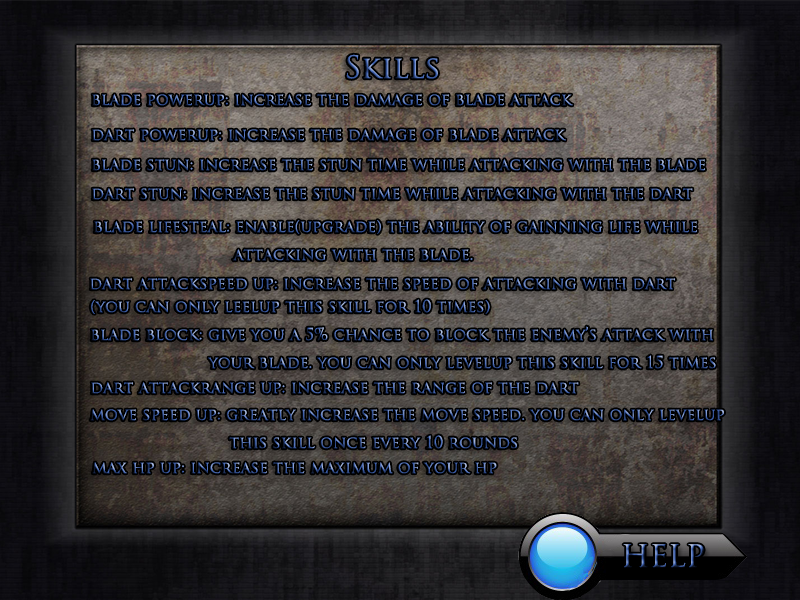 Skills
BLADE POWERUP: INCREASE THE DAMAGE OF BLADE ATTACK
DART POWERUP: INCREASE THE DAMAGE OF BLADE ATTACK
BLADE STUN: INCREASE THE STUN TIME WHILE ATTACKING WITH THE BLADE
DART STUN: INCREASE THE STUN TIME WHILE ATTACKING WITH THE DART
BLADE LIFESTEAL: ENABLE(UPGRADE) THE ABILITY OF GAINNING LIFE WHILE
ATTACKING WITH THE BLADE.
DART ATTACKSPEED UP: INCREASE THE SPEED OF ATTACKING WITH DART
(YOU CAN ONLY LEELUP THIS SKILL FOR 10 TIMES)
BLADE BLOCK: GIVE YOU A 5% CHANCE TO BLOCK THE ENEMY'S ATTACK WITH
YOUR BLADE. YOU CAN ONLY LEVELUP THIS SKILL FOR 15 TIMES
DART ATTACKRANGE UP: INCREASE THE RANGE OF THE DART
MOVE SPEED UP: GREATLY INCREASE THE MOVE SPEED. YOU CAN ONLY LEVELUP
THIS SKILL ONCE EVERY 10 ROUNDS
MAX HP UP: INCREASE THE MAXIMUM OF YOUR HP
HELP